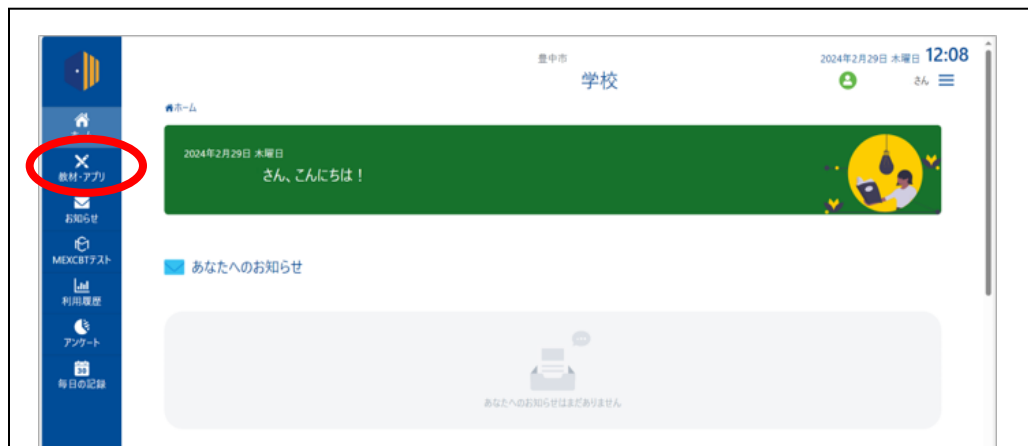 豊中市
2024年2月29日 木曜日 12:08
学校
さん
ホーム
2024年2月29日 木曜日
さん、こんにちは！
教材・アプリ
お知らせ
MEXCBTテスト
利用履歴
アンケート
30
毎日の記録
あなたへのお知らせ
あなたへのお知らせはまだありません